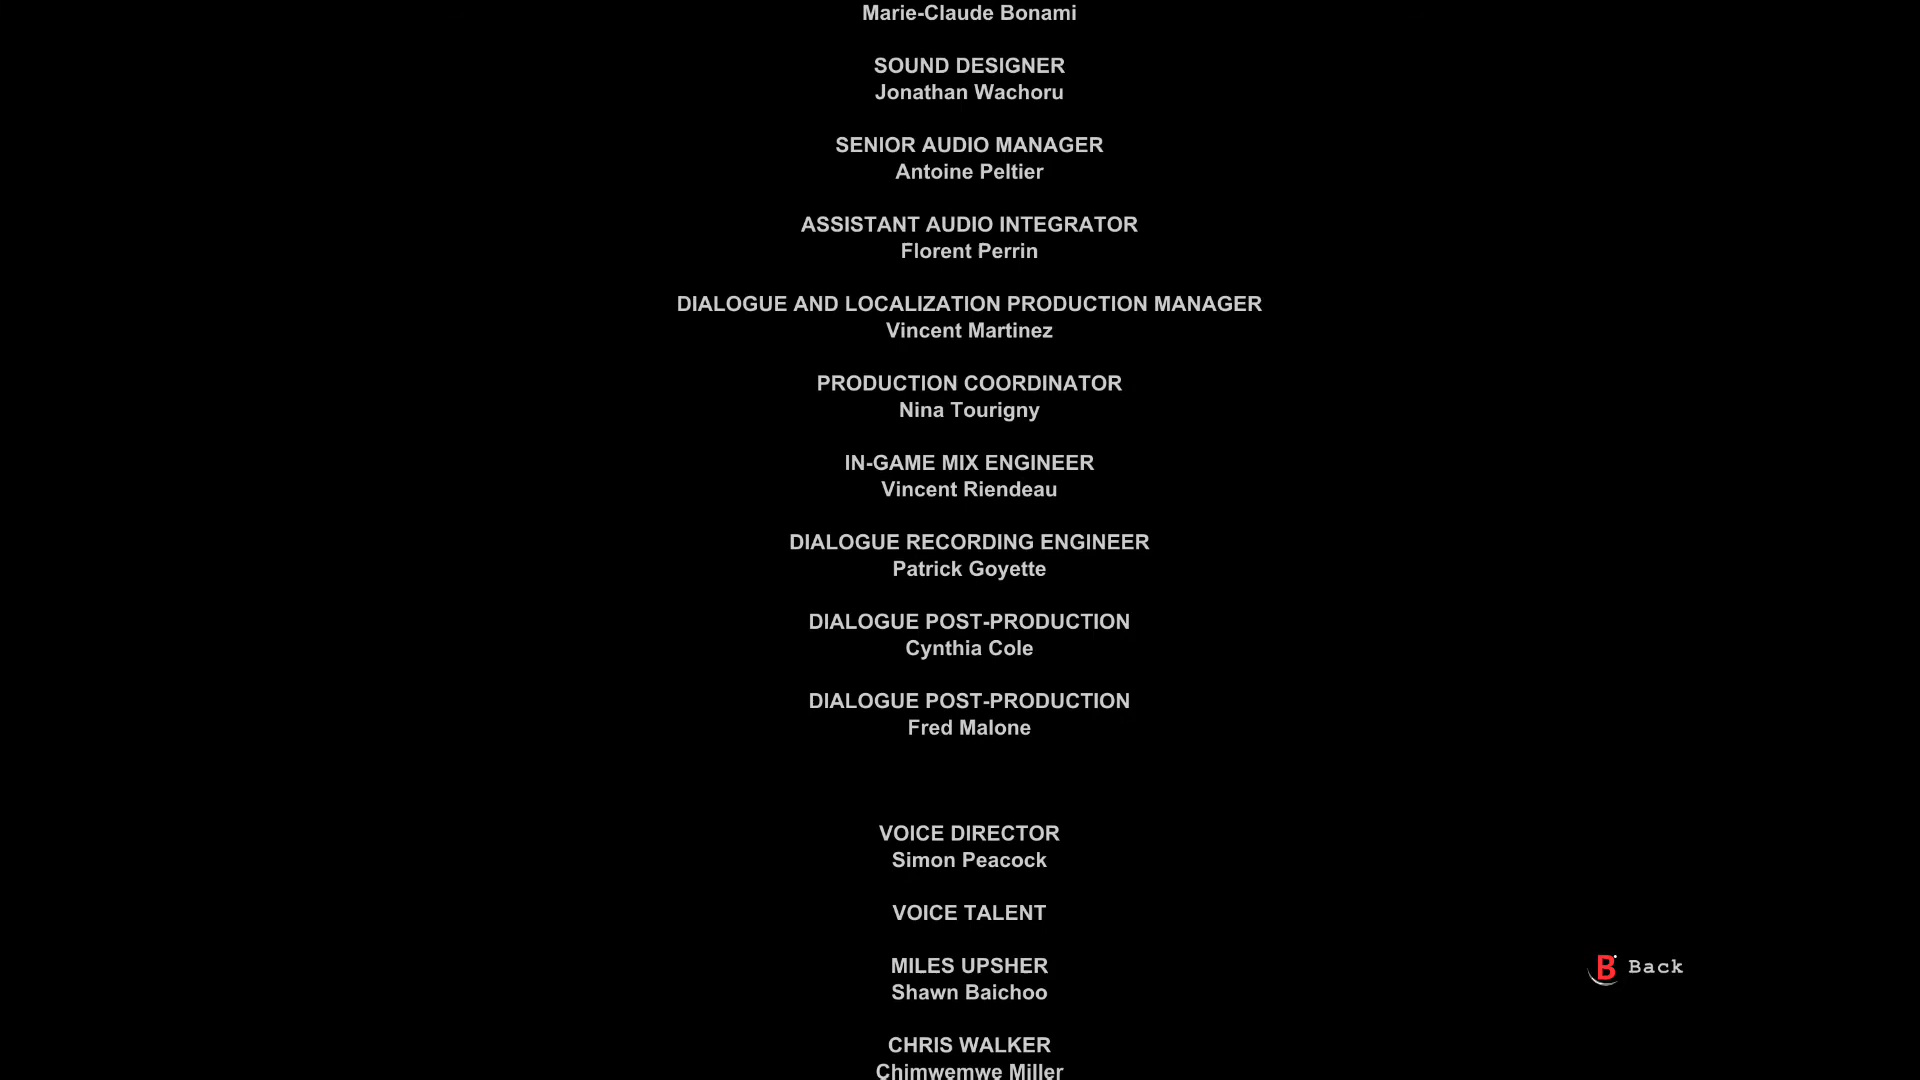 Marie-Claude Bonami
SOUND DESIGNER
Jonathan Wachoru
SENIOR AUDIO MANAGER
Antoine Peltier
ASSISTANT AUDIO INTEGRATOR
Florent Perrin
DIALOGUE AND LOCALIZATION PRODUCTION MANAGER
Vincent Martinez
PRODUCTION COORDINATOR
Nina Tourigny
IN-GAME MIX ENGINEER
Vincent Riendeau
DIALOGUE RECORDING ENGINEER
Patrick Goyette
DIALOGUE POST-PRODUCTION
Cynthia Cole
DIALOGUE POST-PRODUCTION
Fred Malone
VOICE DIRECTOR
Simon Peacock
VOICE TALENT
MILES UPSHER
Shawn Baichoo
CHRIS WALKER
Chimwemwe Miller
B Back